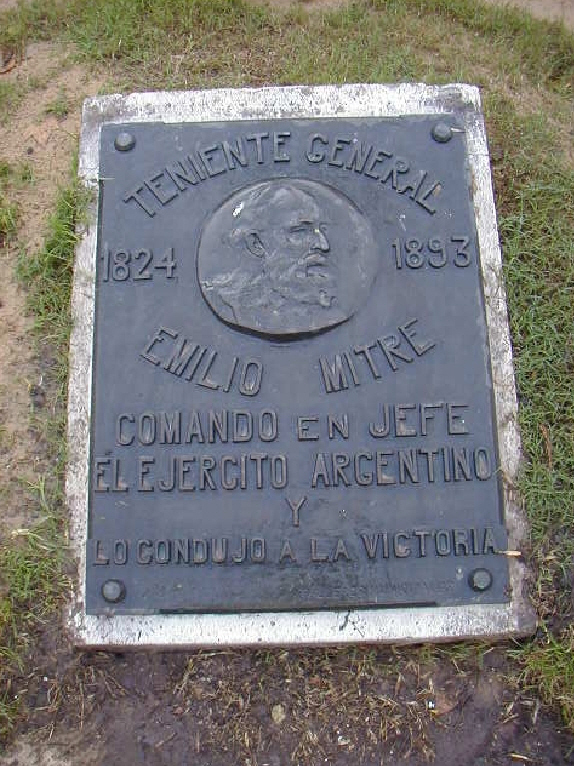 TENIENTE GENERAL
1824 1893
EMILIO MITRE
COMANDO EN JEFE
EL EJERCITO ARGENTINO
Y
LO CONDUJO A LA VICTORIA